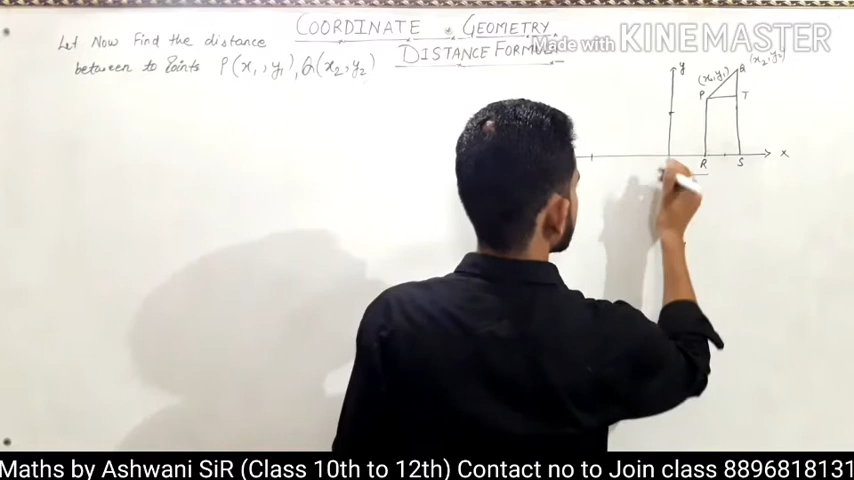 COORDINATE GEOMETRY
DISTANCE FORMULA
Made with KINEMASTER
Let Now Find the distance
between to Points P(x₁, y₁), Q(x₂, y₂)
y
Q (x₂, y₂)
(x₁, y₁)
P T
R S
x
Maths by Ashwani SiR (Class 10th to 12th) Contact no to Join class 8896818131